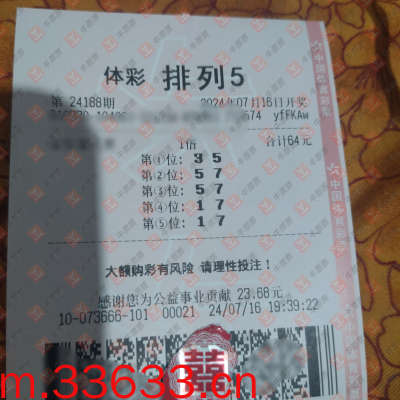 体彩 排列5
第 24188期 2024年07月16日开奖
574 yfFKAw
1倍 合计64元
第①位: 3 5
第②位: 5 7
第③位: 5 7
第④位: 1 7
第⑤位: 1 7
大额购彩有风险 请理性投注!
感谢您为公益事业贡献 23.68元
10-073666-101 00021 24/07/16 19:39:22
囍
m.33633.cn